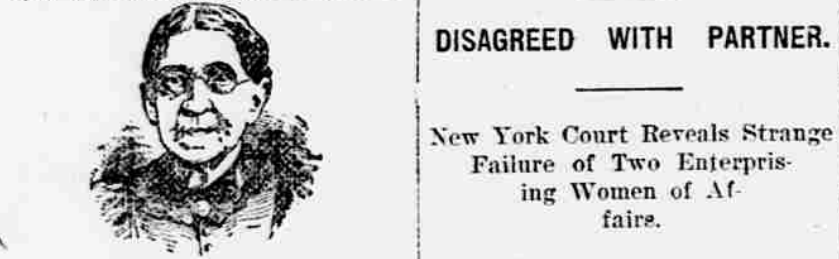 DISAGREED WITH PARTNER.
New York Court Reveals Strange
Failure of Two Enterpris-
ing Women of Af-
fairs.